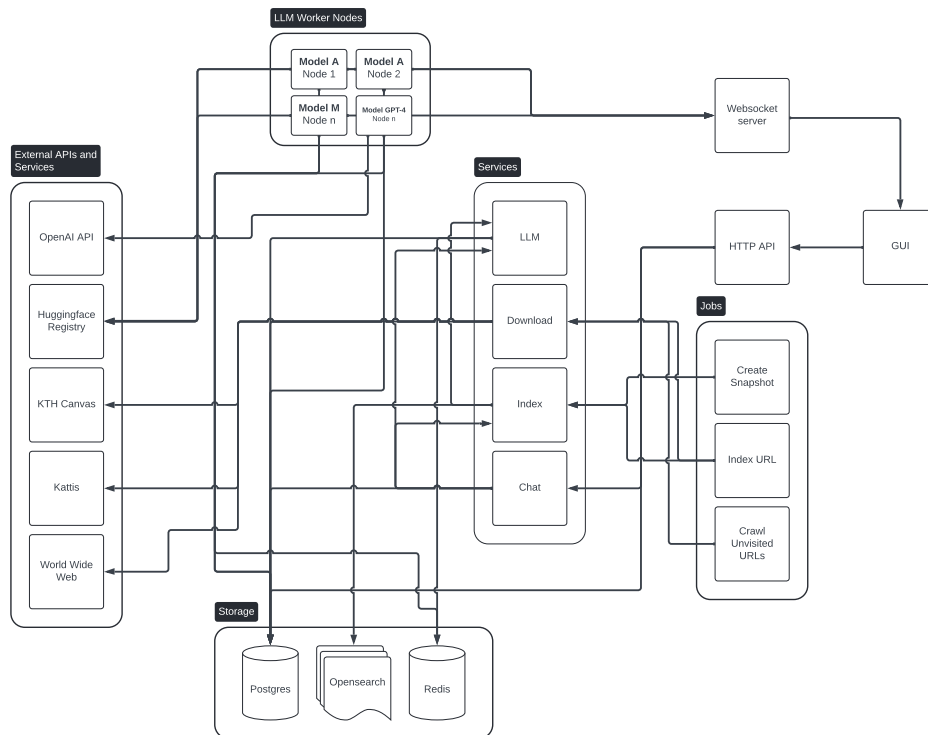 LLM Worker Nodes
Model A
Node 1
Model A
Node 2
Model M
Node n
Model GPT-4
Node n
Websocket
server
External APIs and
Services
Services
OpenAI API
LLM
HTTP API
GUI
Huggingface
Registry
Download
Jobs
Create
Snapshot
KTH Canvas
Index
Kattis
Chat
Index URL
World Wide
Web
Crawl
Unvisited
URLs
Storage
Postgres
Opensearch
Redis